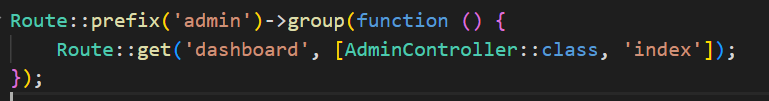 Route::prefix('admin')->group(function () {
    Route::get('dashboard', [AdminController::class, 'index']);
});